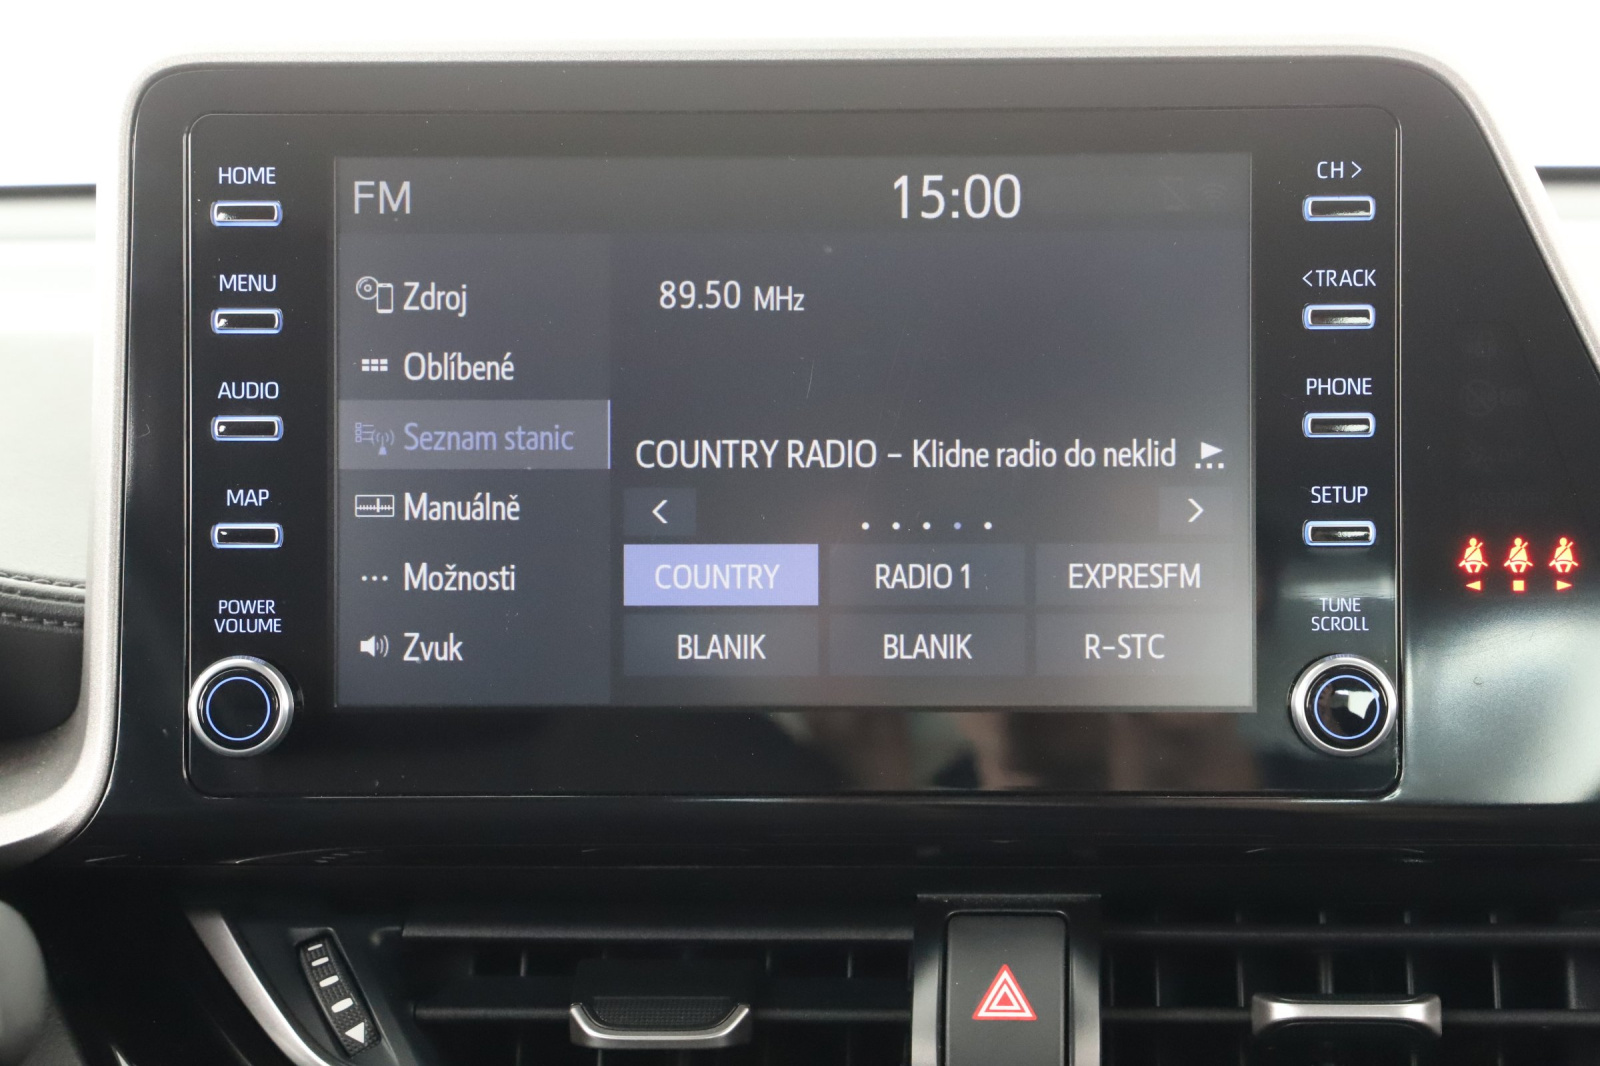 HOME
MENU
AUDIO
MAP
POWER
VOLUME
FM
15:00
Zdroj
Oblíbené
Seznam stanic
Manuálně
Možnosti
Zvuk
89.50 MHz
COUNTRY RADIO – Klidne radio do neklid
COUNTRY
RADIO 1
EXPRESFM
BLANIK
BLANIK
R-STC
CH >
<TRACK
PHONE
SETUP
TUNE
SCROLL